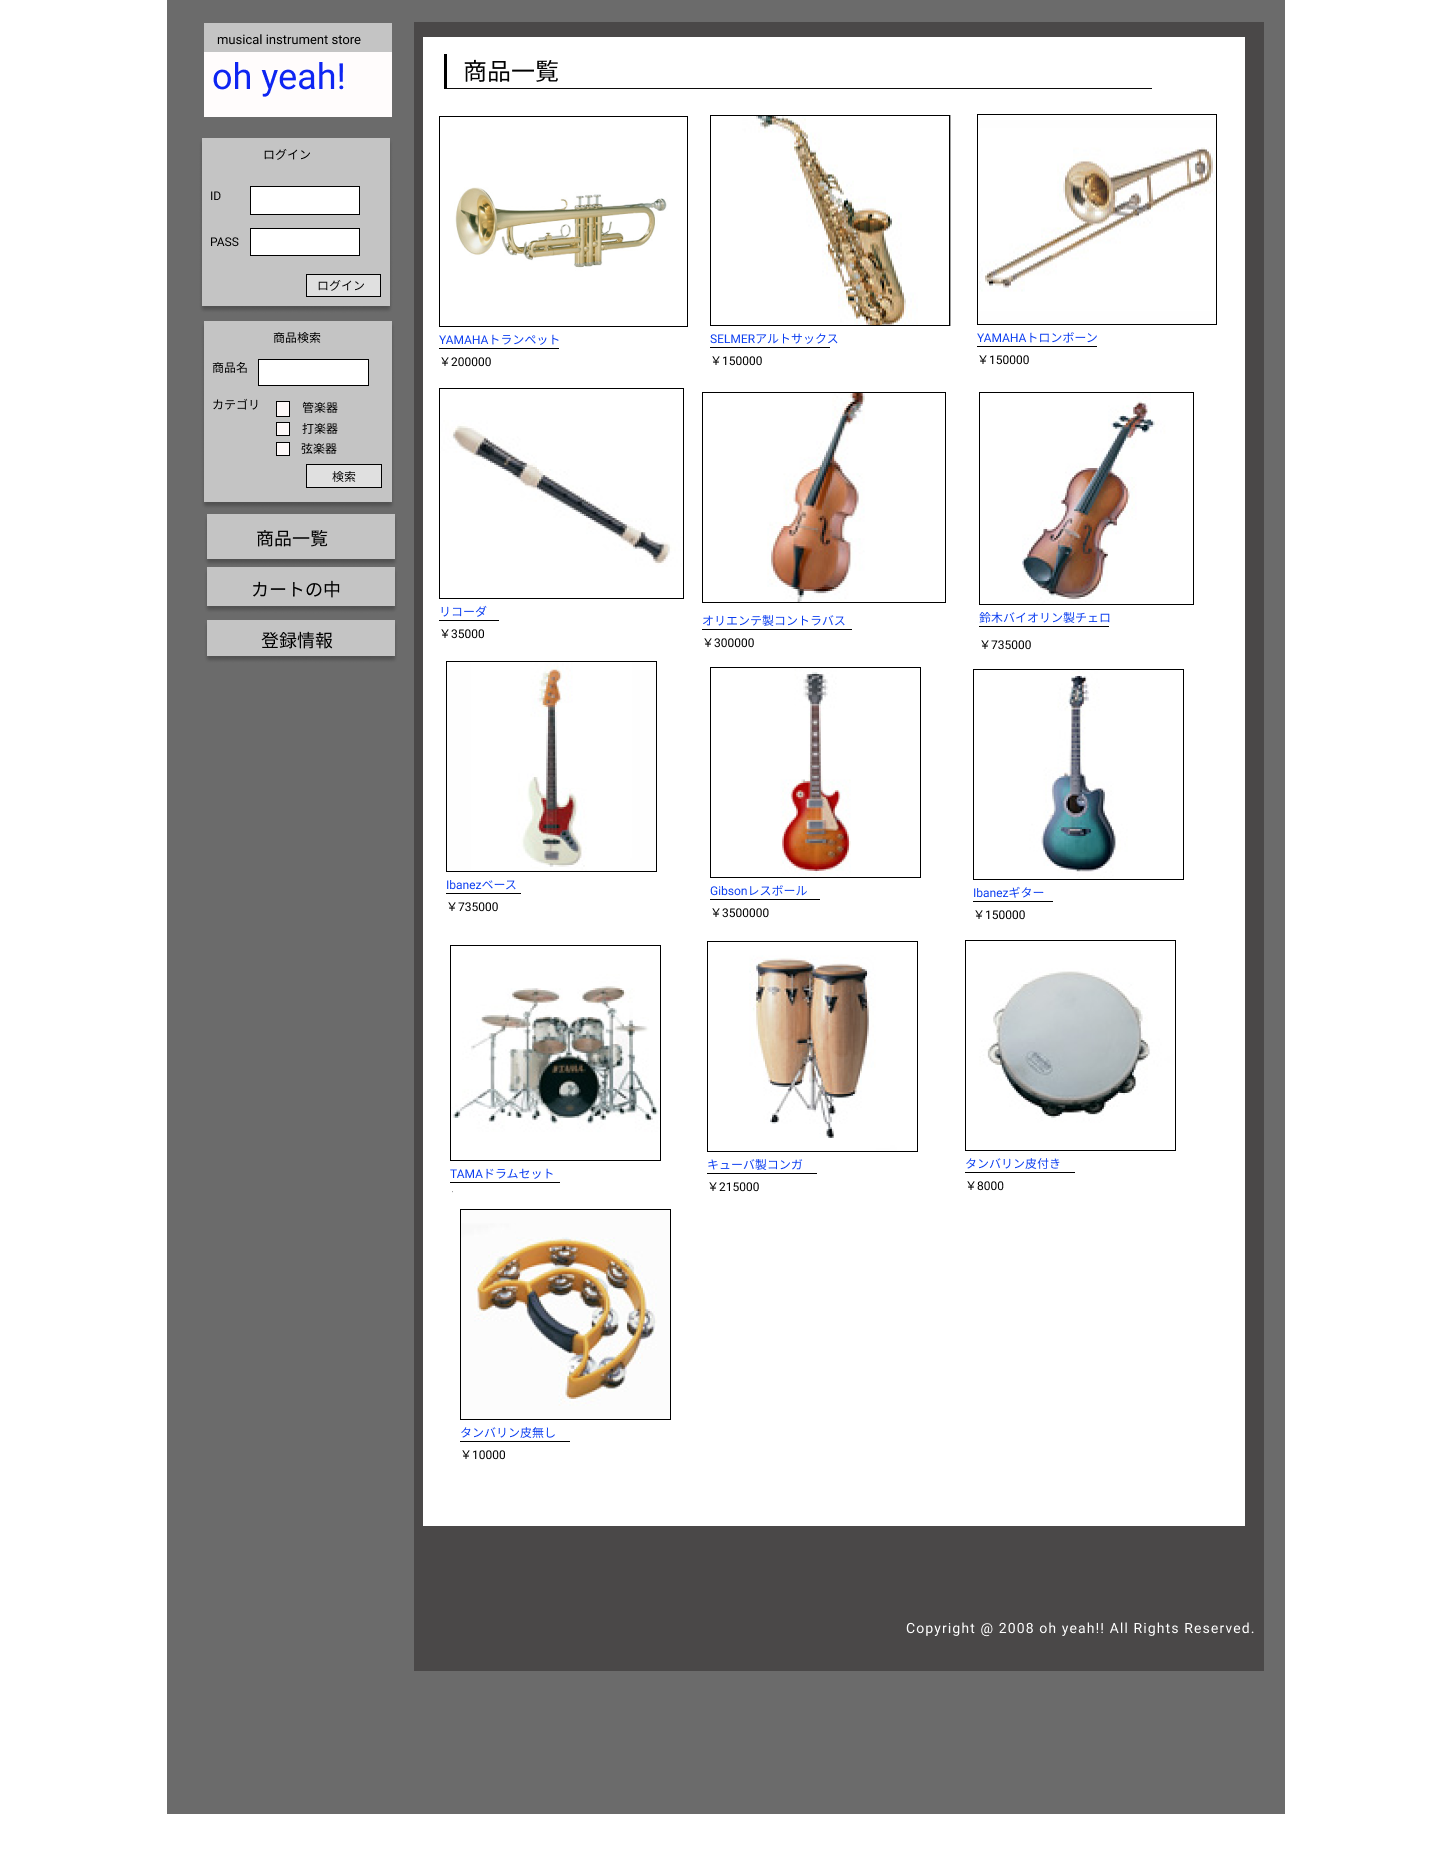 musical instrument store
oh yeah!
ログイン
ID
PASS
ログイン
商品検索
商品名
カテゴリ
管楽器
打楽器
弦楽器
検索
商品一覧
カートの中
登録情報
商品一覧
YAMAHAトランペット
￥200000
SELMERアルトサックス
￥150000
YAMAHAトロンボーン
￥150000
リコーダ
￥35000
オリエンテ製コントラバス
￥300000
鈴木バイオリン製チェロ
￥735000
Ibanezベース
￥735000
Gibsonレスポール
￥3500000
Ibanezギター
￥150000
TAMA
TAMAドラムセット
キューバ製コンガ
￥215000
タンバリン皮付き
￥8000
タンバリン皮無し
￥10000
Copyright @ 2008 oh yeah!! All Rights Reserved.